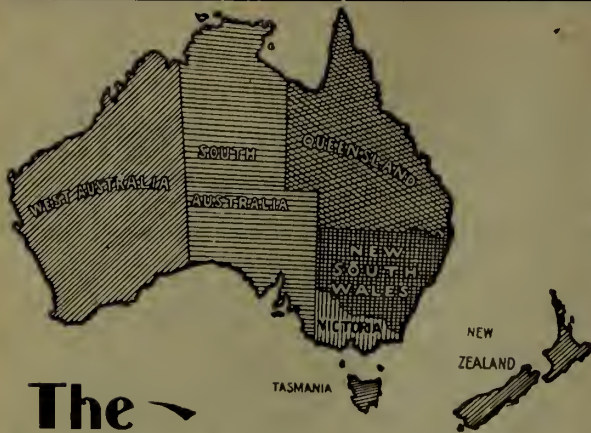 SOUTH
QUEENSLAND
WEST AUSTRALIA
AUSTRALIA
NEW
SOUTH
WALES
VICTORIA
NEW
ZEALAND
TASMANIA
The